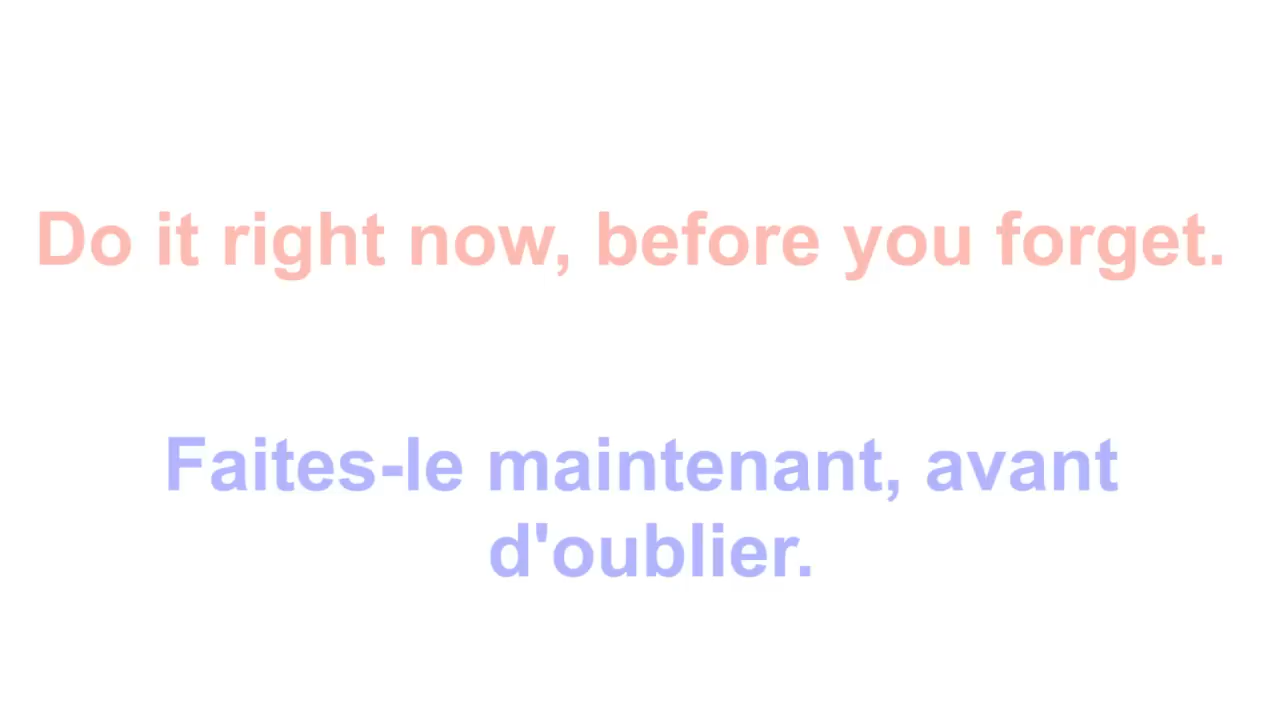 Do it right now, before you forget.
Faites-le maintenant, avant
d'oublier.